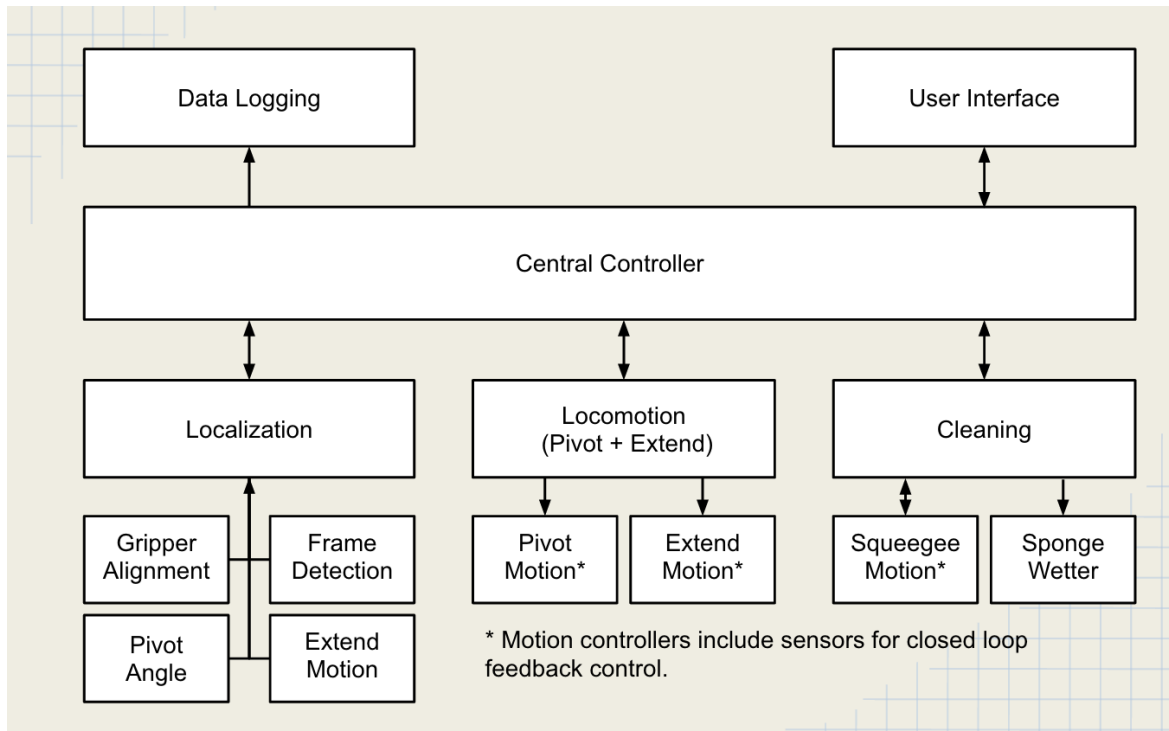 Data Logging
User Interface
Central Controller
Localization
Locomotion
(Pivot + Extend)
Cleaning
Gripper
Alignment
Frame
Detection
Pivot
Motion*
Extend
Motion*
Squeegee
Motion*
Sponge
Wetter
Pivot
Angle
Extend
Motion
* Motion controllers include sensors for closed loop
feedback control.